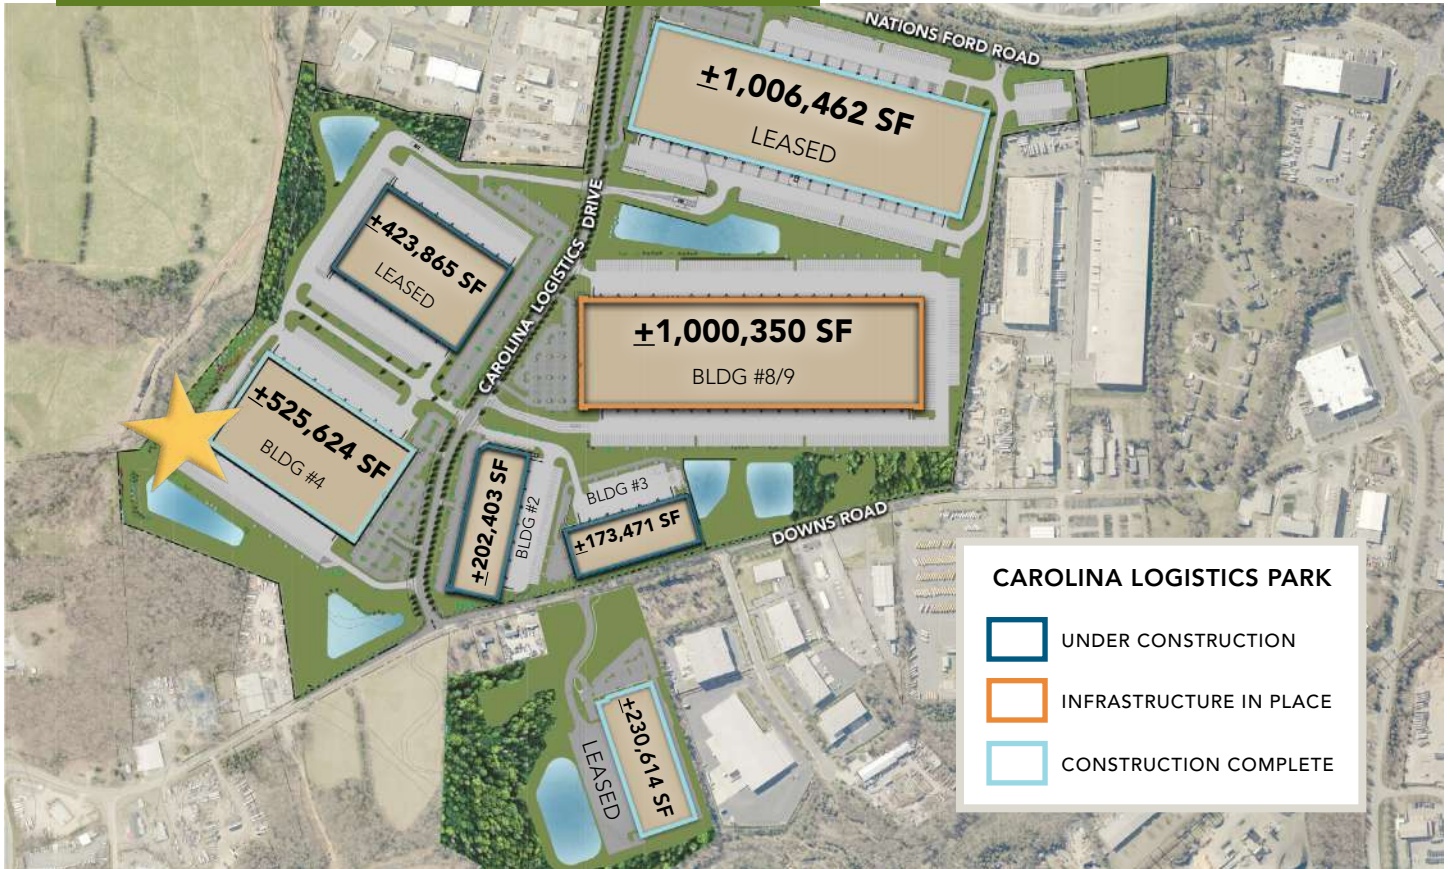 NATIONS FORD ROAD
+1,006,462 SF
LEASED
+423,865 SF
LEASED
CAROLINA LOGISTICS DRIVE
+1,000,350 SF
BLDG #8/9
+525,624 SF
BLDG #4
+202,403 SF
BLDG #2
BLDG #3
+173,471 SF
DOWNS ROAD
+230,614 SF
LEASED
CAROLINA LOGISTICS PARK
UNDER CONSTRUCTION
INFRASTRUCTURE IN PLACE
CONSTRUCTION COMPLETE